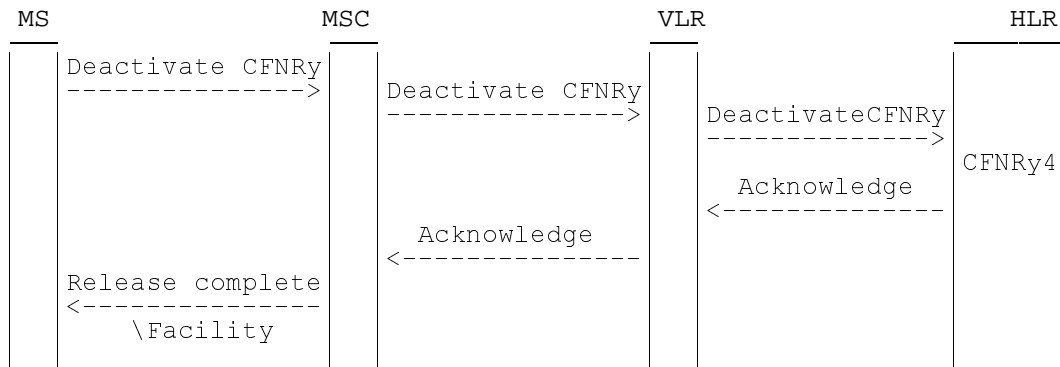 MS MSC VLR HLR
Deactivate CFNRy
--------------->
Deactivate CFNRy
--------------->
DeactivateCFNRy
-------------->
CFNRy4
Acknowledge
<--------------
Acknowledge
<---------------
Release complete
<---------------
\Facility